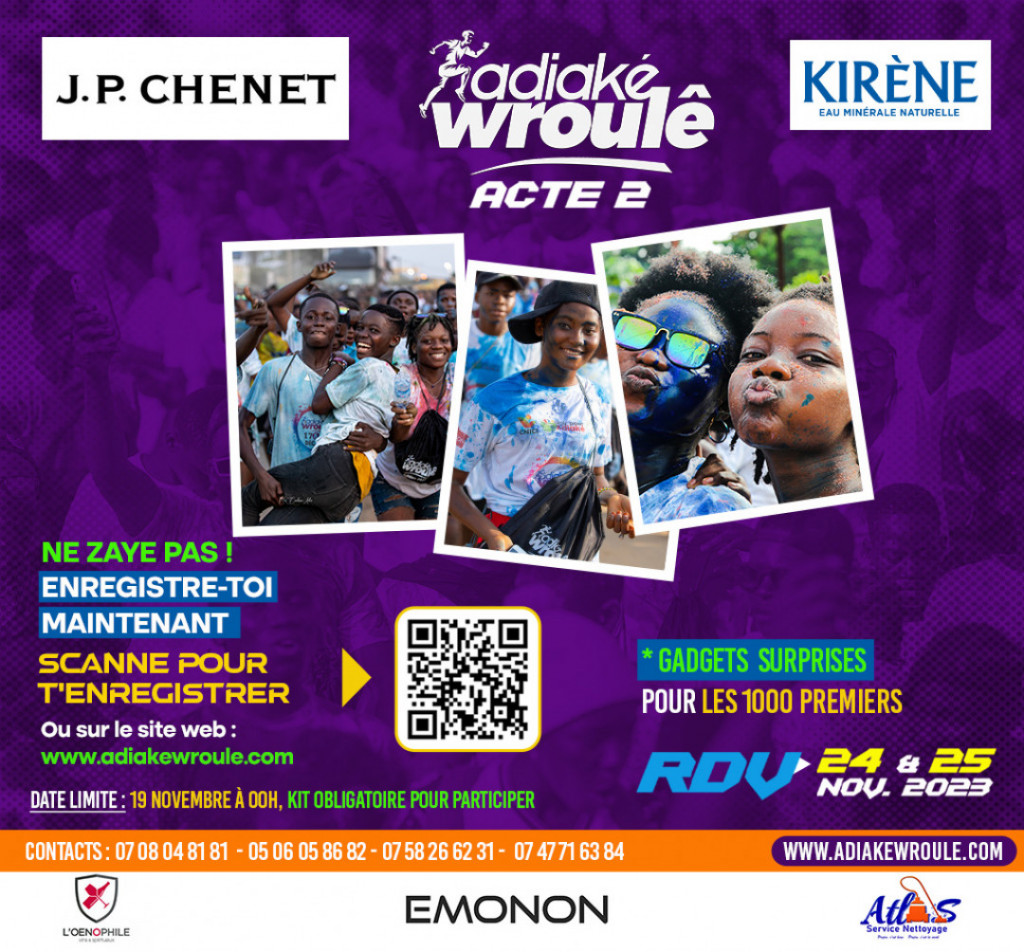 J.P. CHENET
adiaké
wroulê
ACTE 2
KIRÈNE
EAU MINÉRALE NATURELLE
NE ZAYE PAS !
ENREGISTRE-TOI
MAINTENANT
SCANNE POUR
T'ENREGISTRER
Ou sur le site web :
www.adiakewroule.com
* GADGETS SURPRISES
POUR LES 1000 PREMIERS
RDV 24 & 25
NOV. 2023
DATE LIMITE : 19 NOVEMBRE À 00H, KIT OBLIGATOIRE POUR PARTICIPER
CONTACTS : 07 08 04 81 81 - 05 06 05 86 82 - 07 58 26 62 31 - 07 47 71 63 84
WWW.ADIAKEWROULE.COM
L'OENOPHILE
vins & spiritueux
EMONON
AtlaS
Service Nettoyage